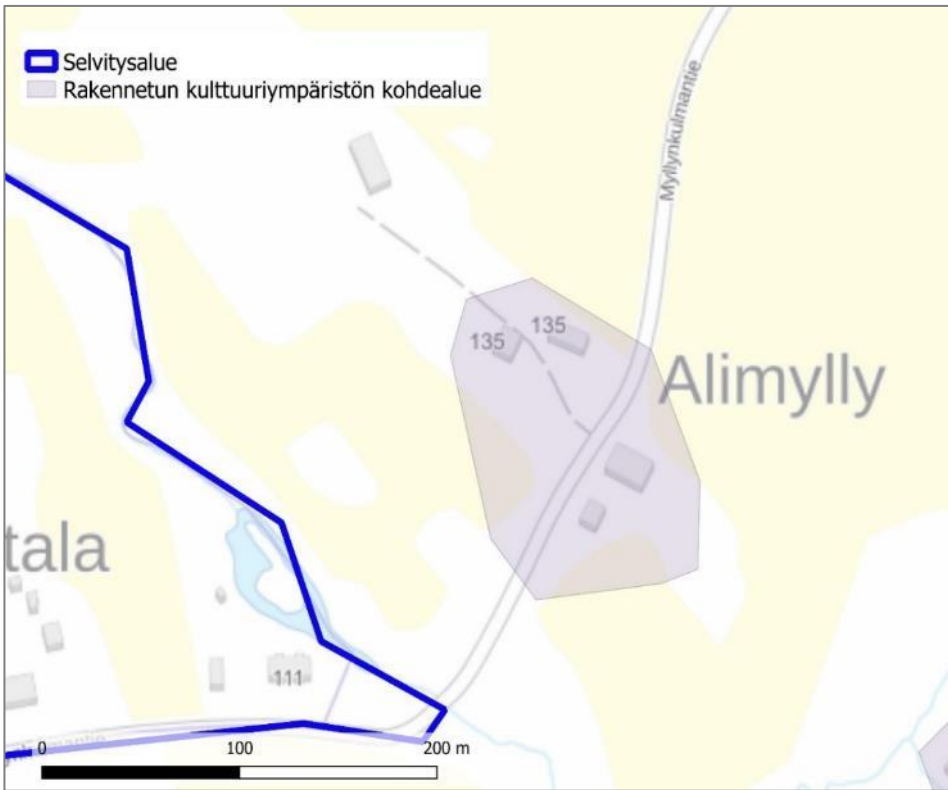 Selvitysalue
Rakennetun kulttuuriympäristön kohdealue
Myllynkulmantie
135
135
Alimylly
tala
111
0
100
200 m